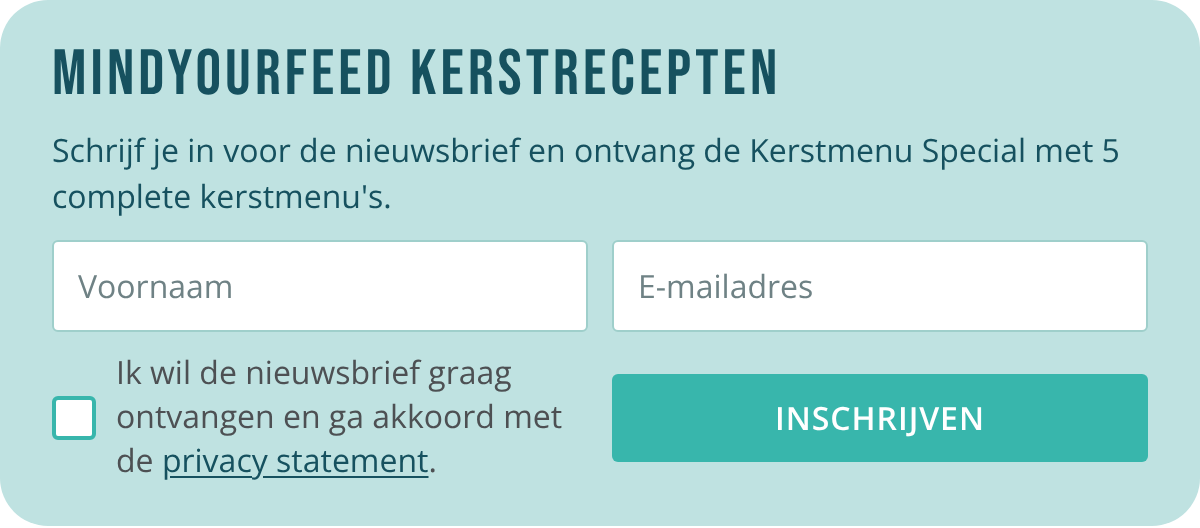 MINDYOURFEED KERSTRECEPTEN
Schrijf je in voor de nieuwsbrief en ontvang de Kerstmenu Special met 5
complete kerstmenu's.
Voornaam
E-mailadres
Ik wil de nieuwsbrief graag
ontvangen en ga akkoord met
de privacy statement.
INSCHRIJVEN